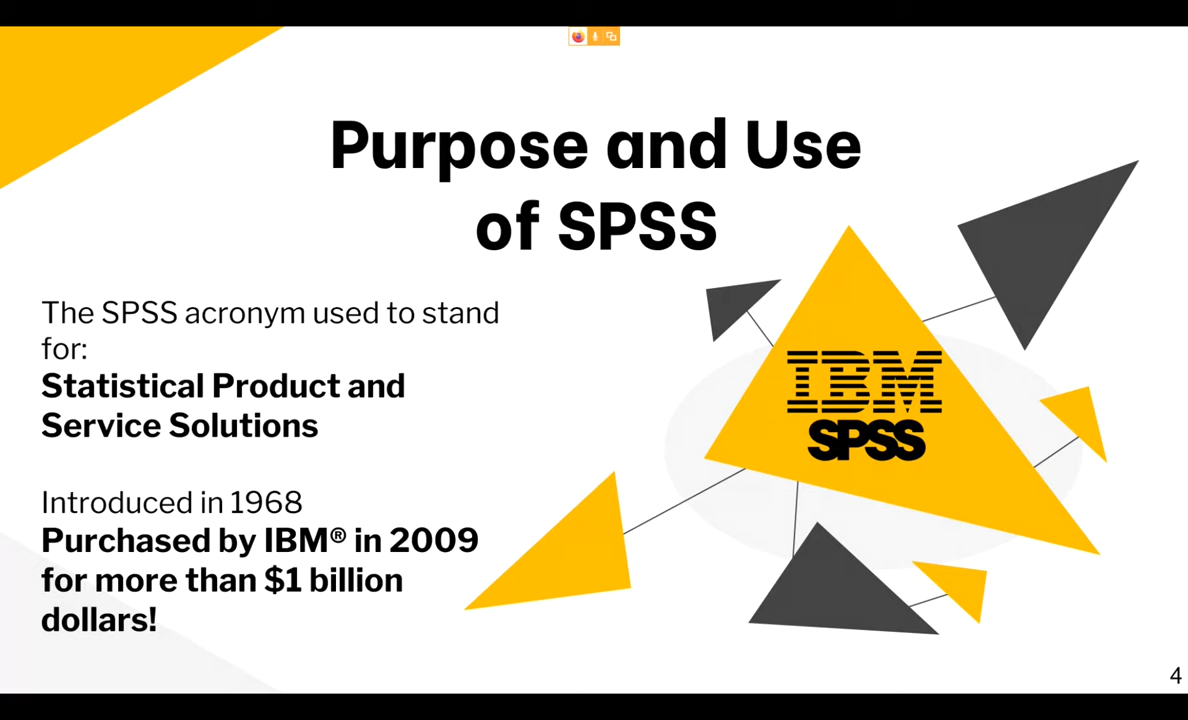 Purpose and Use
of SPSS
The SPSS acronym used to stand
for:
Statistical Product and
Service Solutions
Introduced in 1968
Purchased by IBM® in 2009
for more than $1 billion
dollars!
IBM
SPSS
4